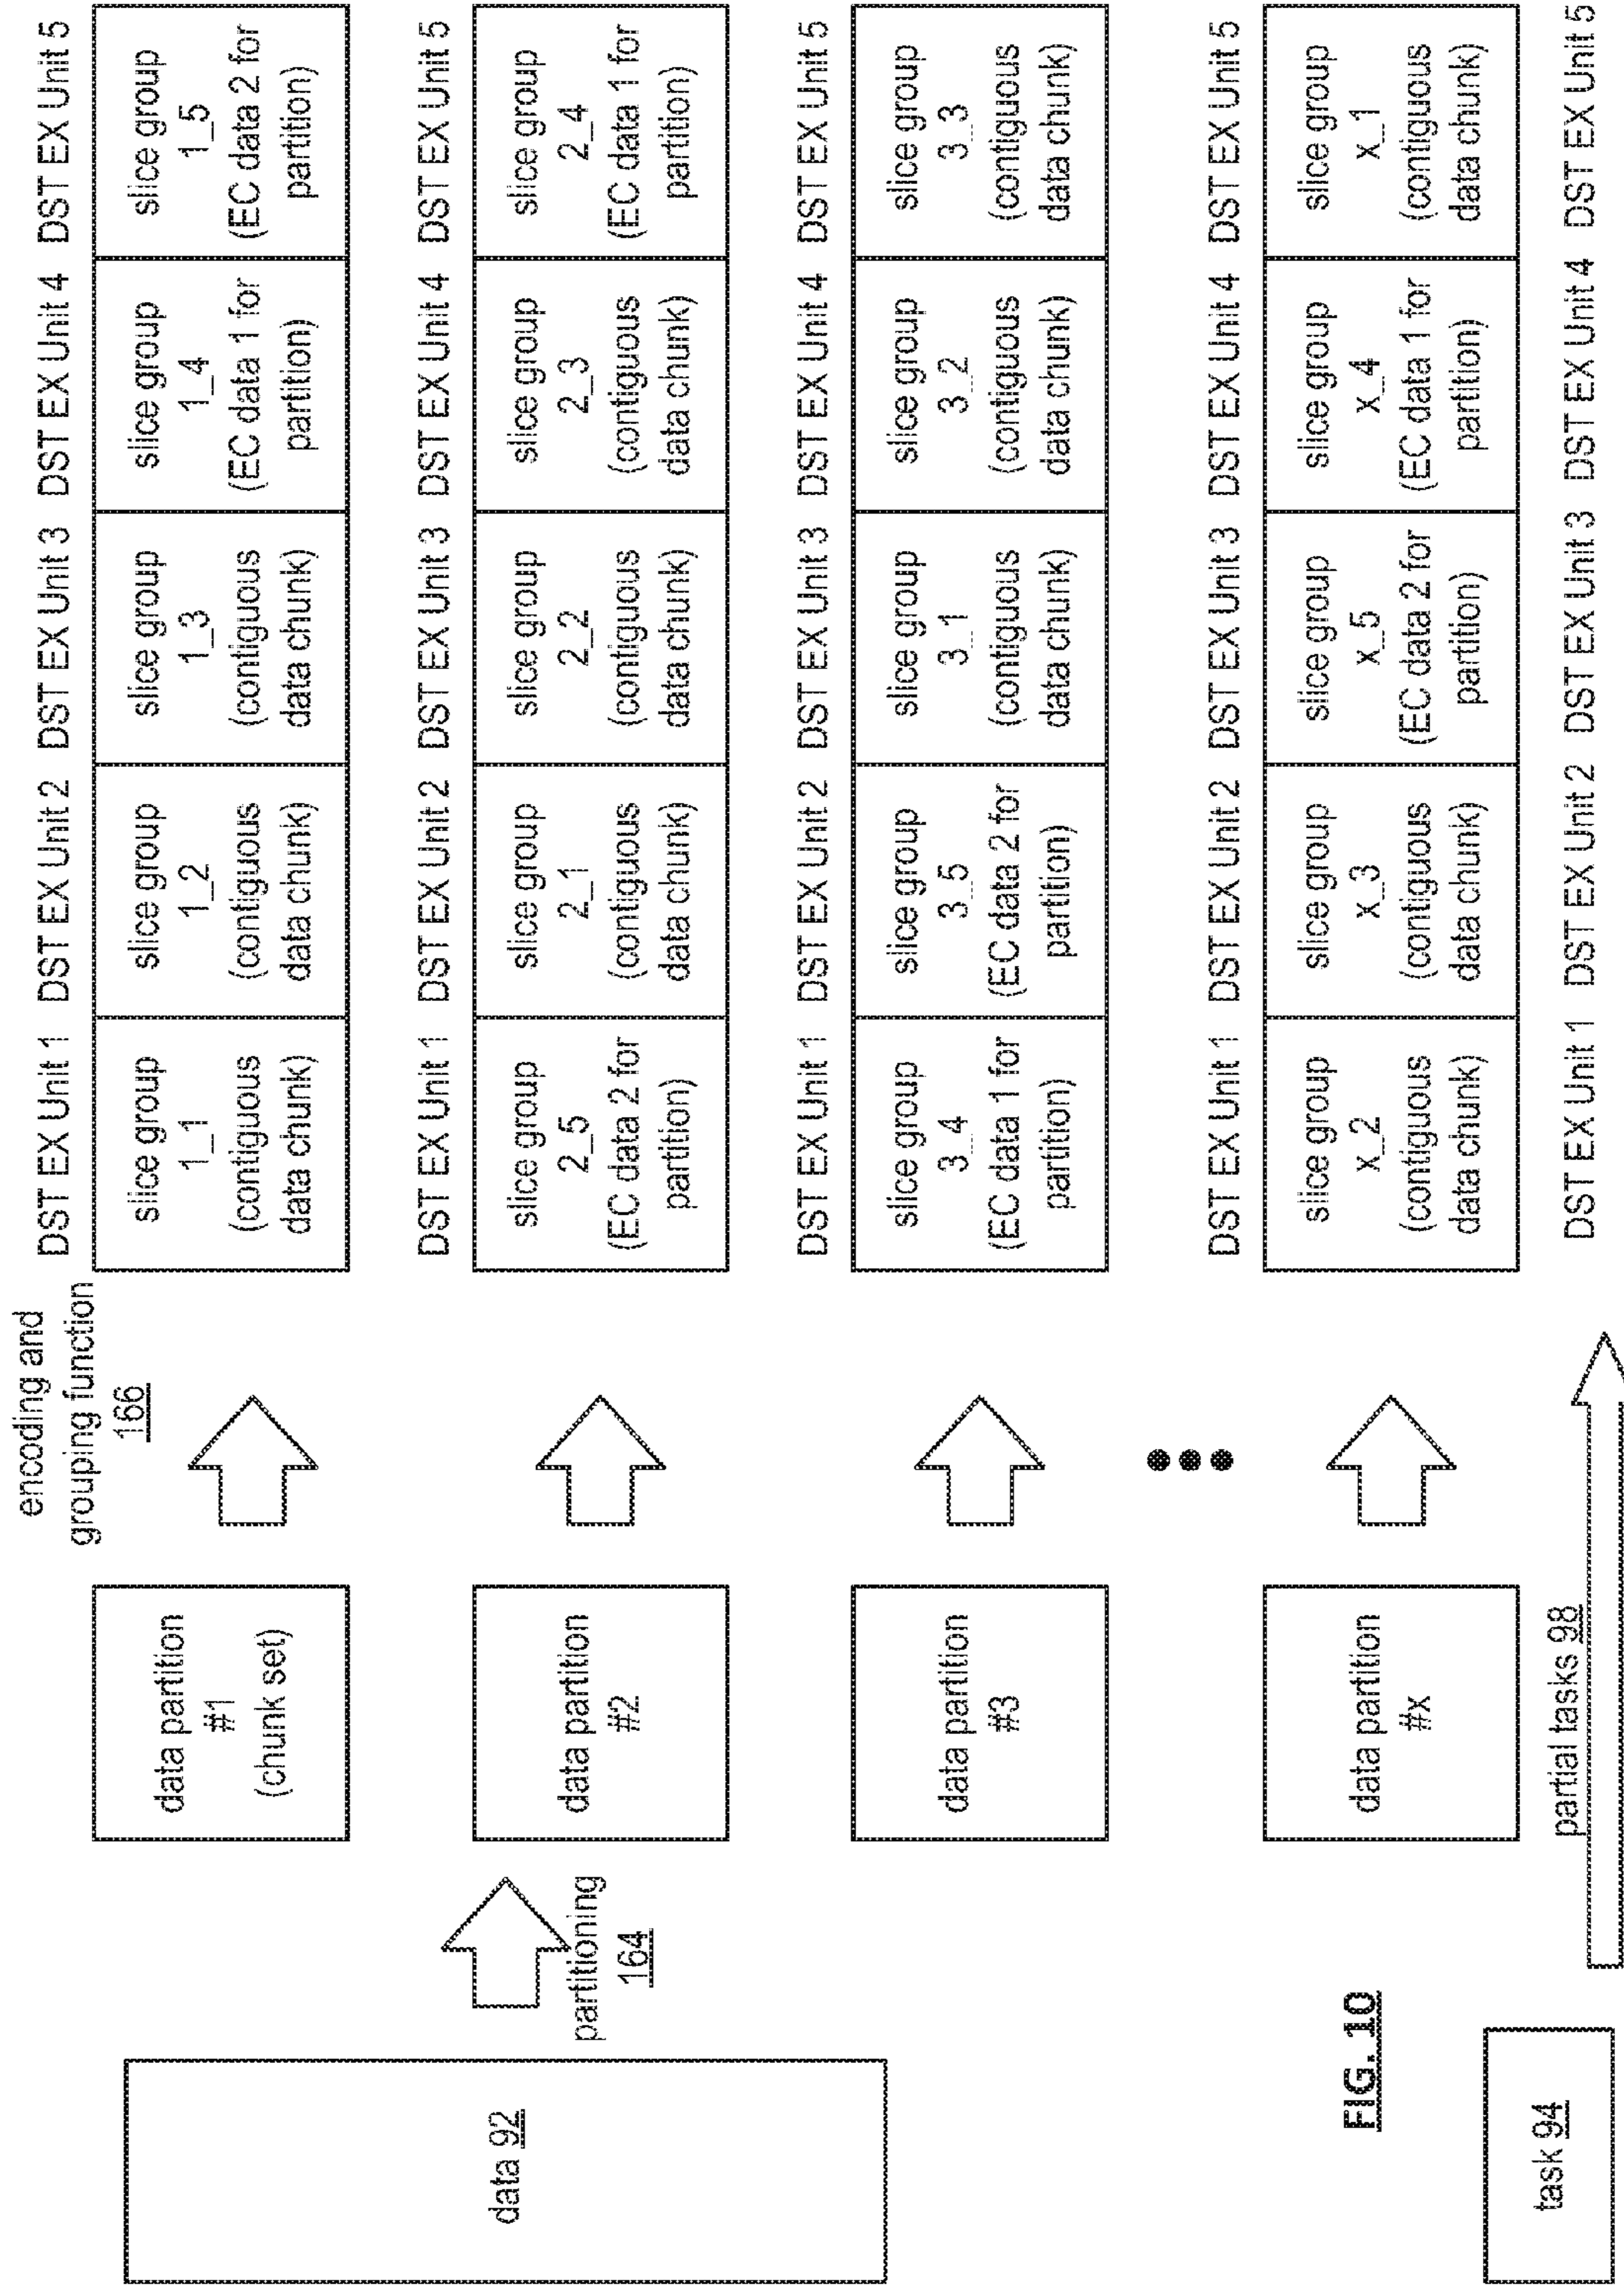 encoding and
grouping function
166
DST EX Unit 1 DST EX Unit 2 DST EX Unit 3 DST EX Unit 4 DST EX Unit 5
data 92
partitioning
164
data partition
#1
(chunk set)
slice group
1_1
(contiguous
data chunk)
slice group
1_2
(contiguous
data chunk)
slice group
1_3
(contiguous
data chunk)
slice group
1_4
(EC data 1 for
partition)
slice group
1_5
(EC data 2 for
partition)
DST EX Unit 1 DST EX Unit 2 DST EX Unit 3 DST EX Unit 4 DST EX Unit 5
data partition
#2
slice group
2_5
(EC data 2 for
partition)
slice group
2_1
(contiguous
data chunk)
slice group
2_2
(contiguous
data chunk)
slice group
2_3
(contiguous
data chunk)
slice group
2_4
(EC data 1 for
partition)
DST EX Unit 1 DST EX Unit 2 DST EX Unit 3 DST EX Unit 4 DST EX Unit 5
data partition
#3
slice group
3_4
(EC data 1 for
partition)
slice group
3_5
(EC data 2 for
partition)
slice group
3_1
(contiguous
data chunk)
slice group
3_2
(contiguous
data chunk)
slice group
3_3
(contiguous
data chunk)
DST EX Unit 1 DST EX Unit 2 DST EX Unit 3 DST EX Unit 4 DST EX Unit 5
data partition
#x
slice group
x_2
(contiguous
data chunk)
slice group
x_3
(contiguous
data chunk)
slice group
x_5
(EC data 2 for
partition)
slice group
x_4
(EC data 1 for
partition)
slice group
x_1
(contiguous
data chunk)
FIG. 10
task 94
partial tasks 98
DST EX Unit 1 DST EX Unit 2 DST EX Unit 3 DST EX Unit 4 DST EX Unit 5